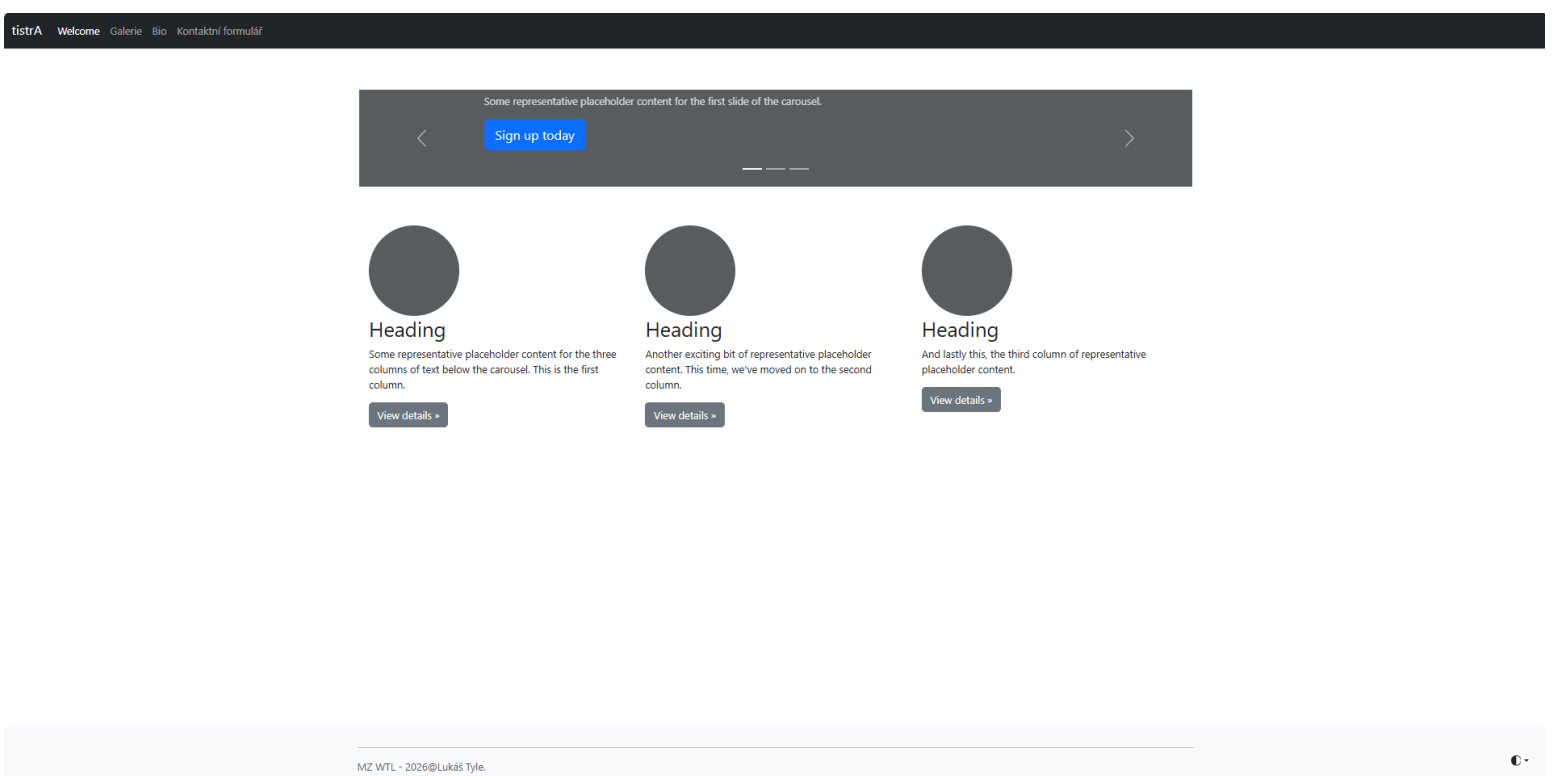 tistrA Welcome Galerie Bio Kontaktní formulář
Some representative placeholder content for the first slide of the carousel.
Sign up today
Heading
Some representative placeholder content for the three
columns of text below the carousel. This is the first
column.
View details »
Heading
Another exciting bit of representative placeholder
content. This time, we've moved on to the second
column.
View details »
Heading
And lastly this, the third column of representative
placeholder content.
View details »
MZ WTL - 2026@Lukáš Tyle.